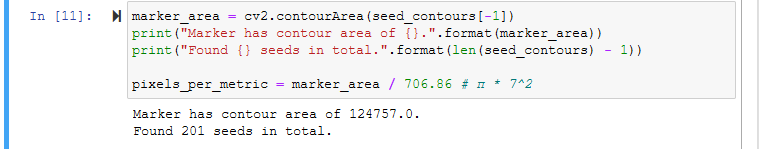 In [11]:
marker_area = cv2.contourArea(seed_contours[-1])
print("Marker has contour area of {}.".format(marker_area))
print("Found {} seeds in total.".format(len(seed_contours) - 1))
pixels_per_metric = marker_area / 706.86 # π * 7^2
Marker has contour area of 124757.0.
Found 201 seeds in total.